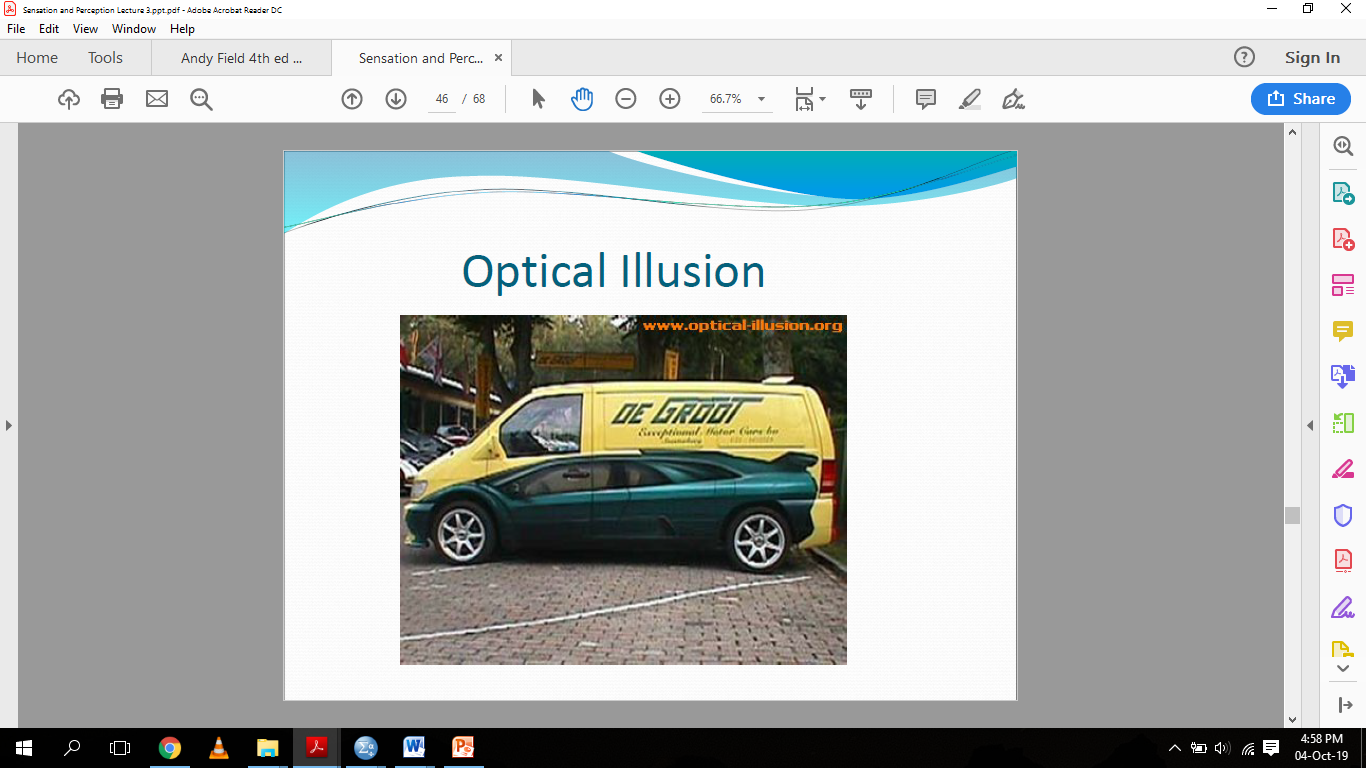 Sensation and Perception Lecture 3.ppt.pdf - Adobe Acrobat Reader DC
File Edit View Window Help
Home Tools Andy Field 4th ed ... Sensation and Perc... ×
Sign In
46 / 68 66.7% Share
Optical Illusion
www.optical-illusion.org
DE GROOT
Exceptional Motor Cars bv
4:58 PM
04-Oct-19